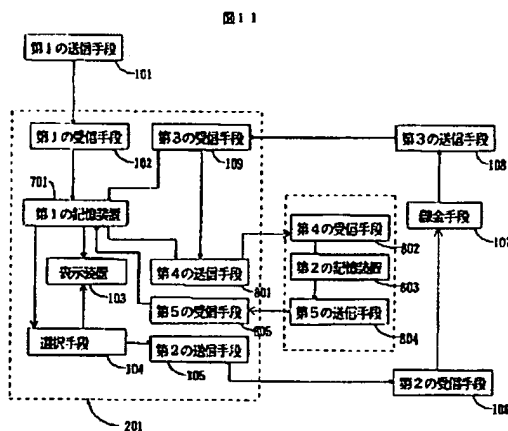 図11
第1の送信手段
101
第1の受信手段
102
第3の受信手段
109
第3の送信手段
108
701
第1の記憶装置
第4の受信手段
802
課金手段
107
表示装置
103
第2の記憶装置
803
第4の送信手段
801
第5の受信手段
805
第5の送信手段
804
選択手段
104
第2の送信手段
105
第2の受信手段
106
201